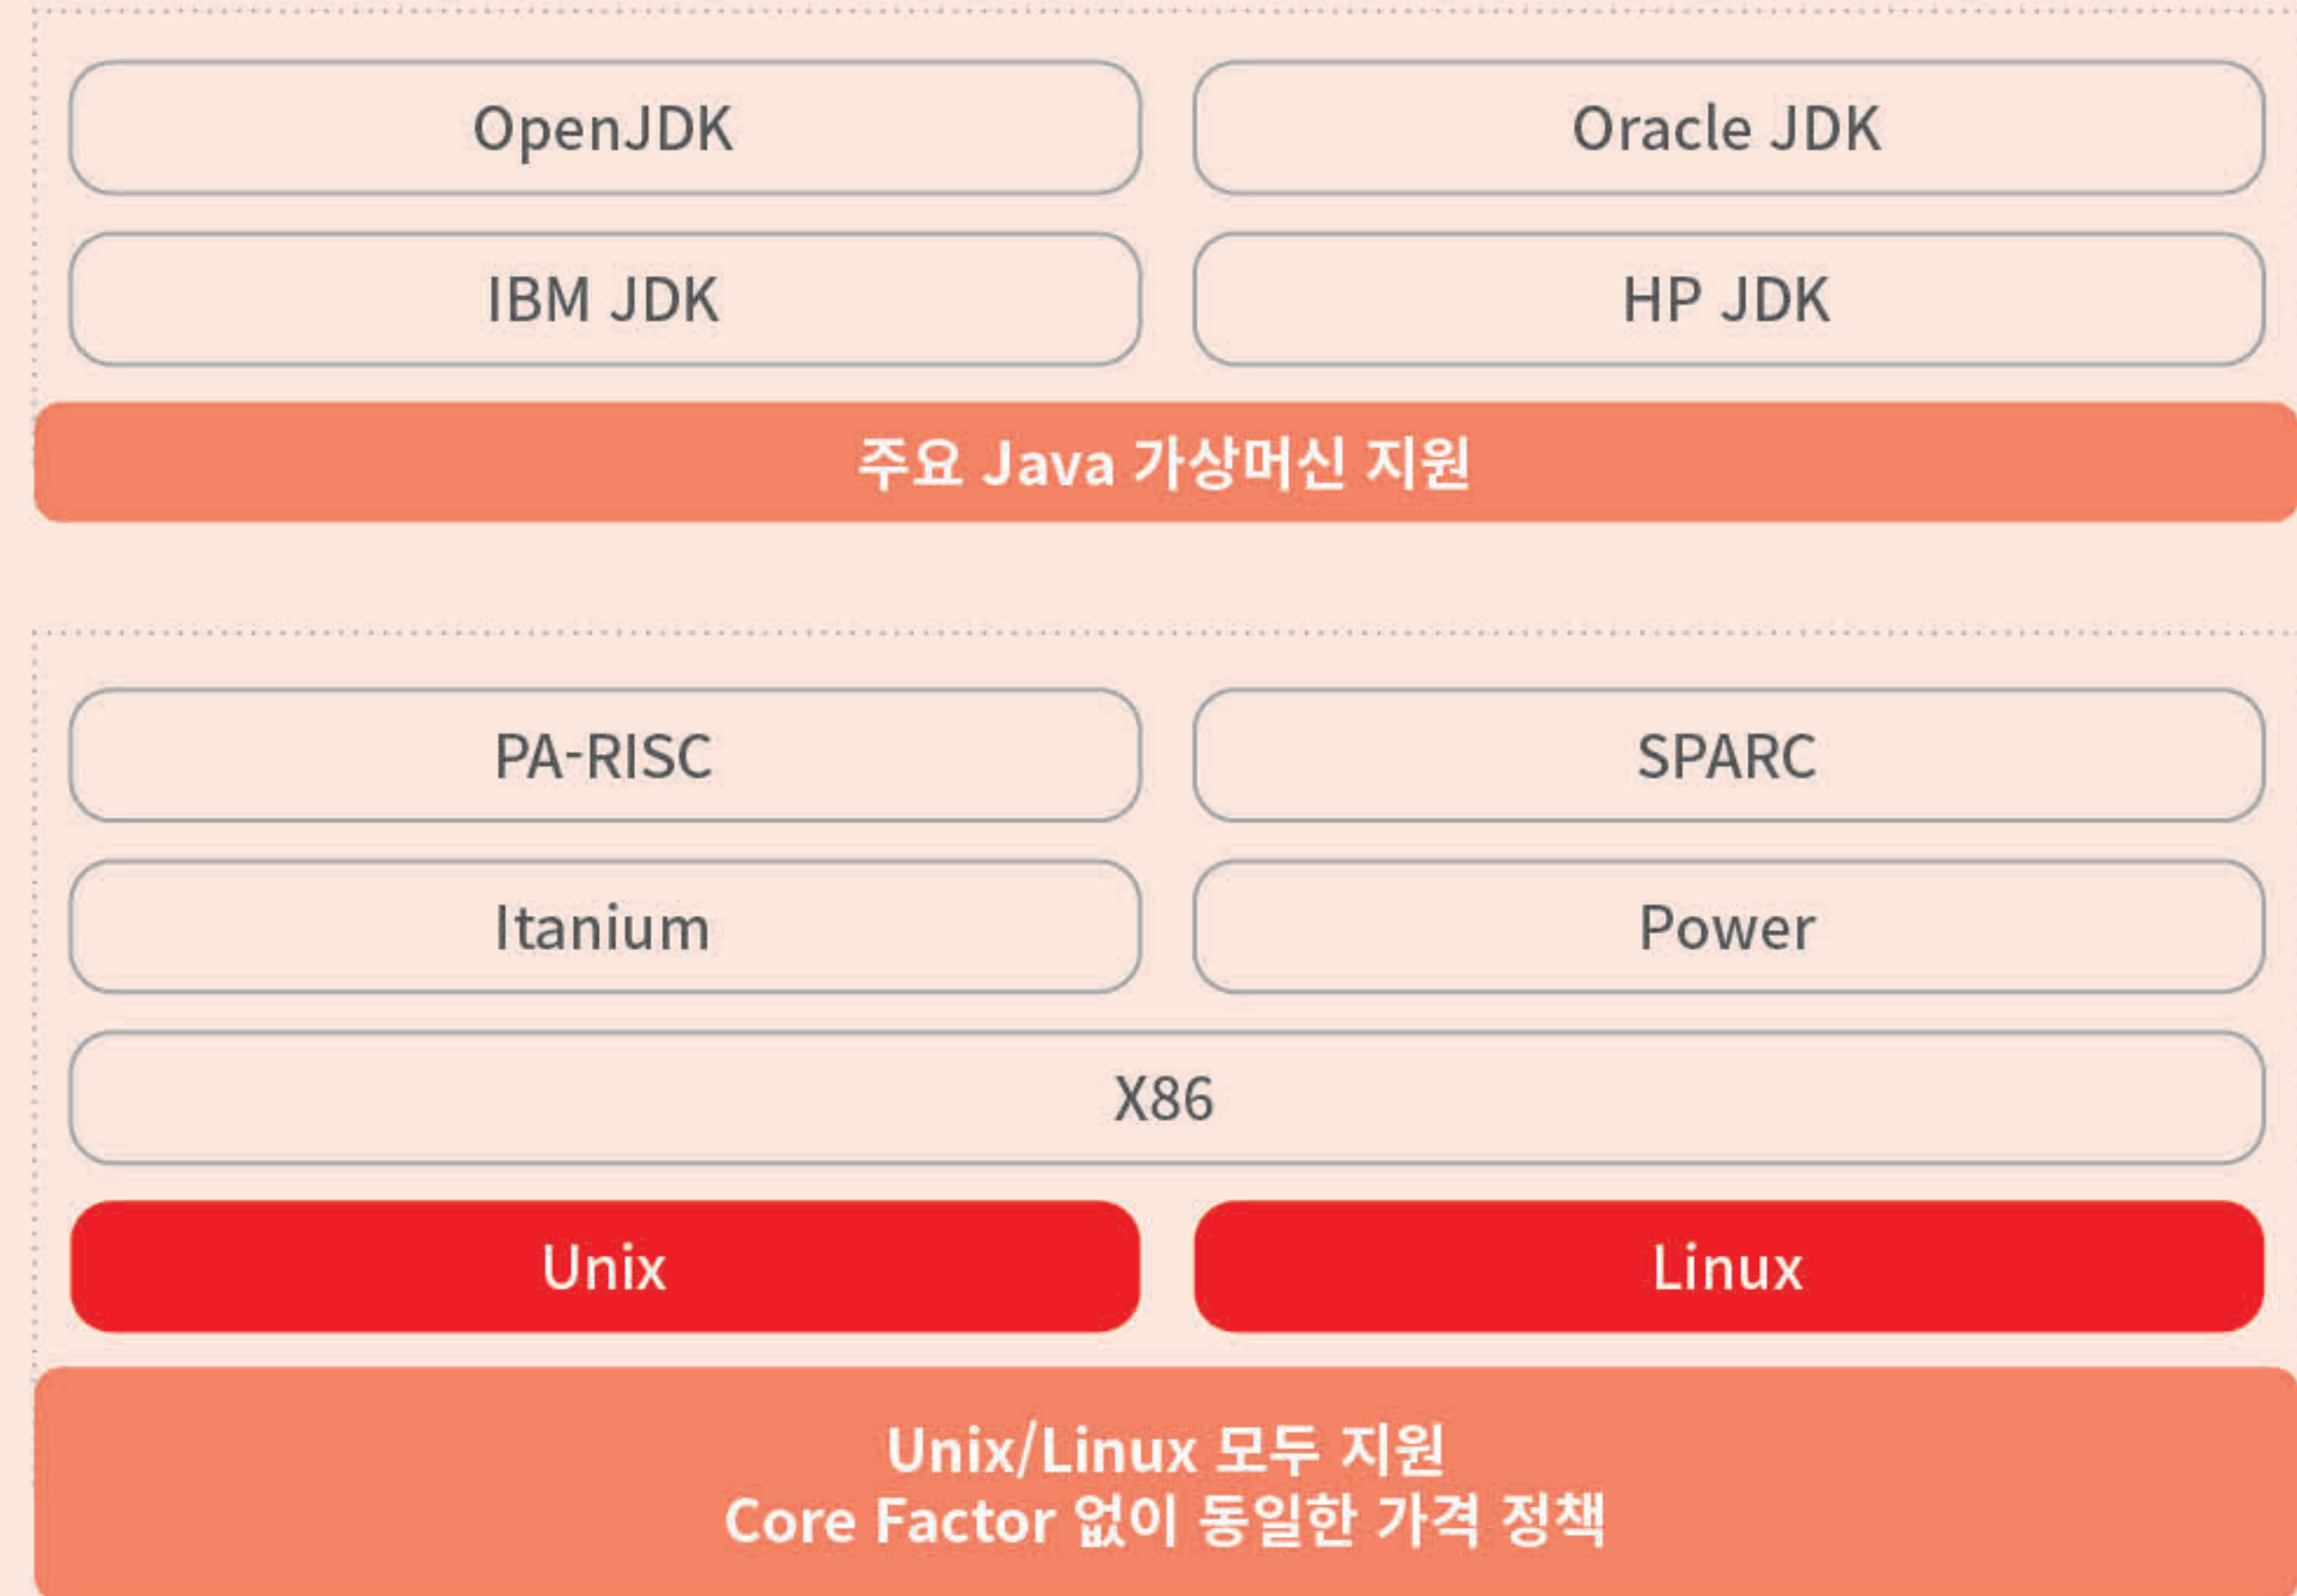 OpenJDK
Oracle JDK
IBM JDK
HP JDK
주요 Java 가상머신 지원
PA-RISC
SPARC
Itanium
Power
X86
Unix
Linux
Unix/Linux 모두 지원
Core Factor 없이 동일한 가격 정책